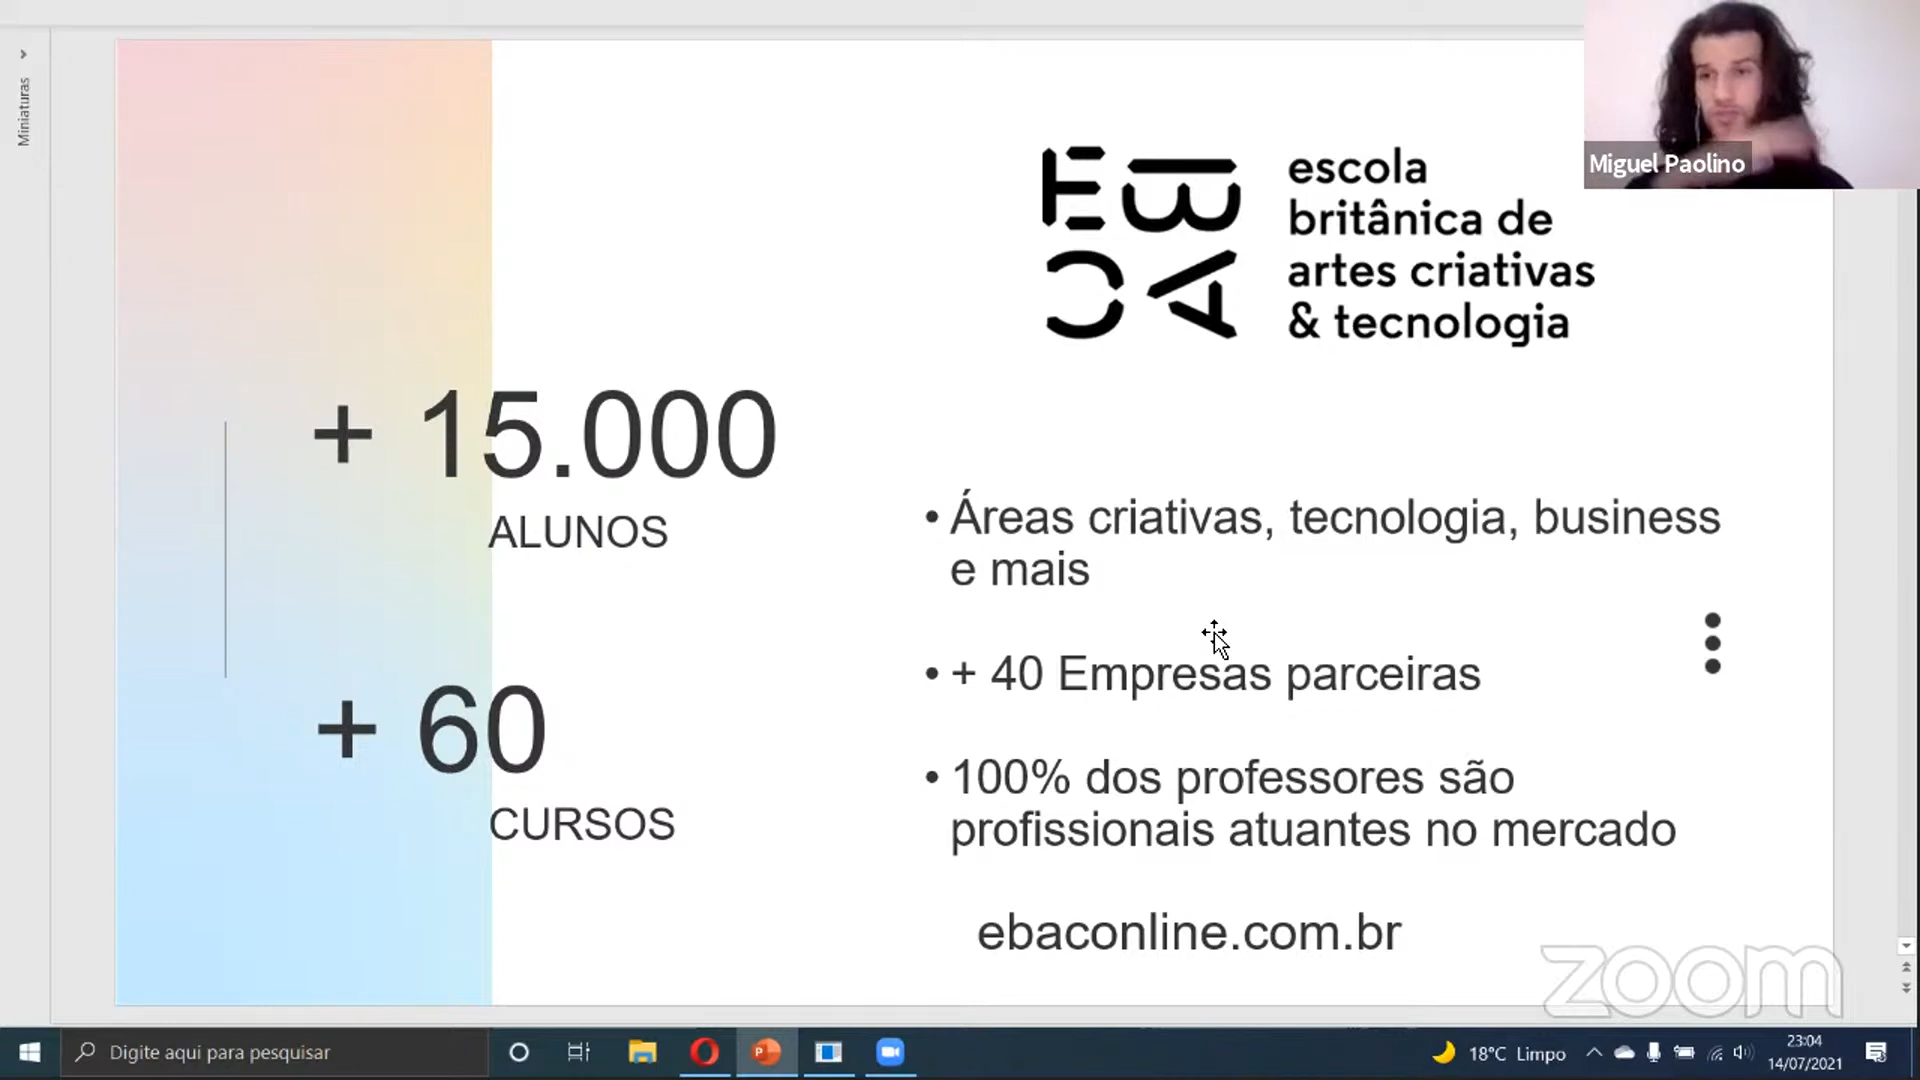 Miniaturas
Miguel Paolino
EBAC
escola
britânica de
artes criativas
& tecnologia
+ 15.000
ALUNOS
+ 60
CURSOS
• Áreas criativas, tecnologia, business
e mais
• + 40 Empresas parceiras
• 100% dos professores são
profissionais atuantes no mercado
ebaconline.com.br
zoom
Digite aqui para pesquisar
18°C Limpo
23:04
14/07/2021